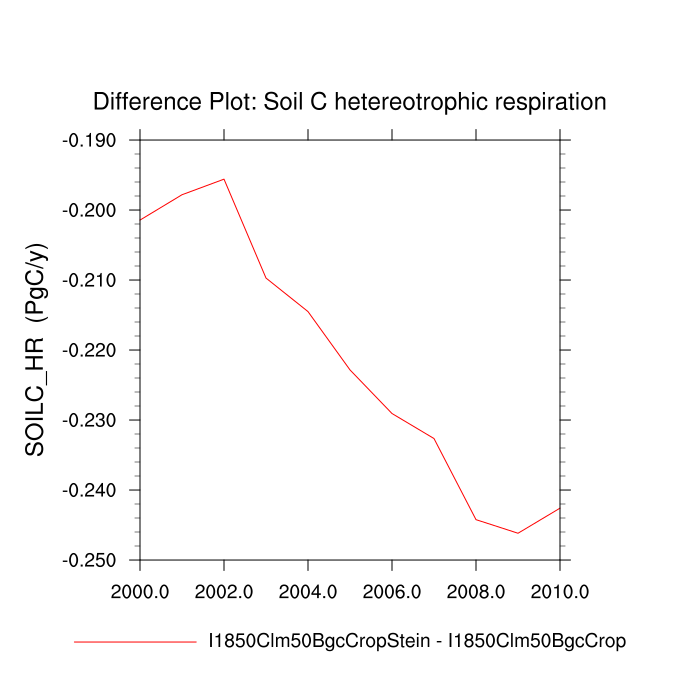 Difference Plot: Soil C hetereotrophic respiration
SOILC_HR (PgC/y)
-0.190
-0.200
-0.210
-0.220
-0.230
-0.240
-0.250
2000.0 2002.0 2004.0 2006.0 2008.0 2010.0
I1850Clm50BgcCropStein - I1850Clm50BgcCrop